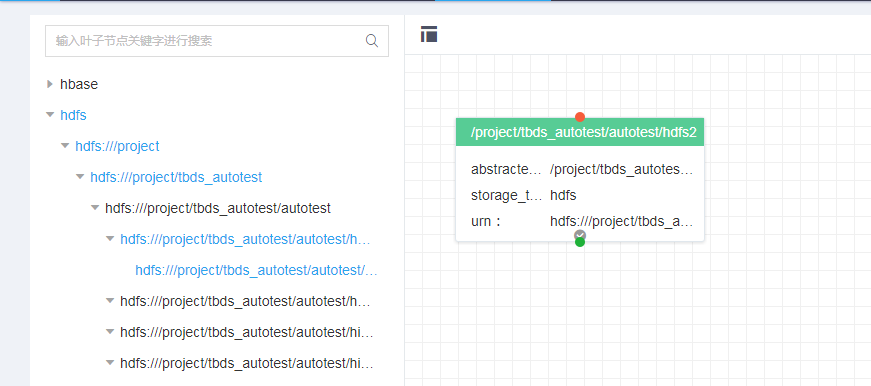 输入叶子节点关键字进行搜索
hbase
hdfs
hdfs:///project
hdfs:///project/tbds_autotest
hdfs:///project/tbds_autotest/autotest
hdfs:///project/tbds_autotest/autotest/h...
hdfs:///project/tbds_autotest/autotest/...
hdfs:///project/tbds_autotest/autotest/h...
hdfs:///project/tbds_autotest/autotest/hi...
hdfs:///project/tbds_autotest/autotest/hi...
/project/tbds_autotest/autotest/hdfs2
abstracte... /project/tbds_autotes...
storage_t... hdfs
urn： hdfs:///project/tbds_a...